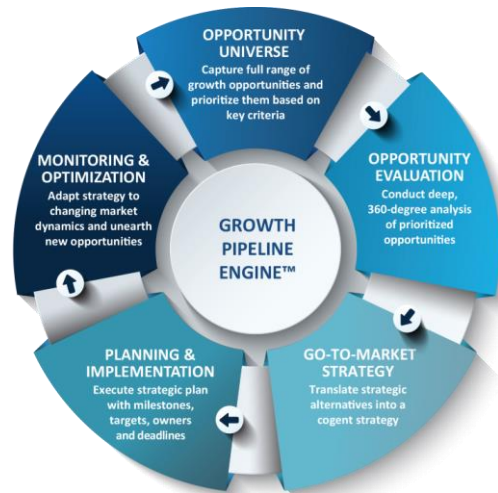 OPPORTUNITY
UNIVERSE
Capture full range of
growth opportunities and
prioritize them based on
key criteria
OPPORTUNITY
EVALUATION
Conduct deep,
360-degree analysis
of prioritized
opportunities
GO-TO-MARKET
STRATEGY
Translate strategic
alternatives into a
cogent strategy
PLANNING &
IMPLEMENTATION
Execute strategic plan
with milestones,
targets, owners
and deadlines
MONITORING &
OPTIMIZATION
Adapt strategy to
changing market
dynamics and unearth
new opportunities
GROWTH
PIPELINE
ENGINE™